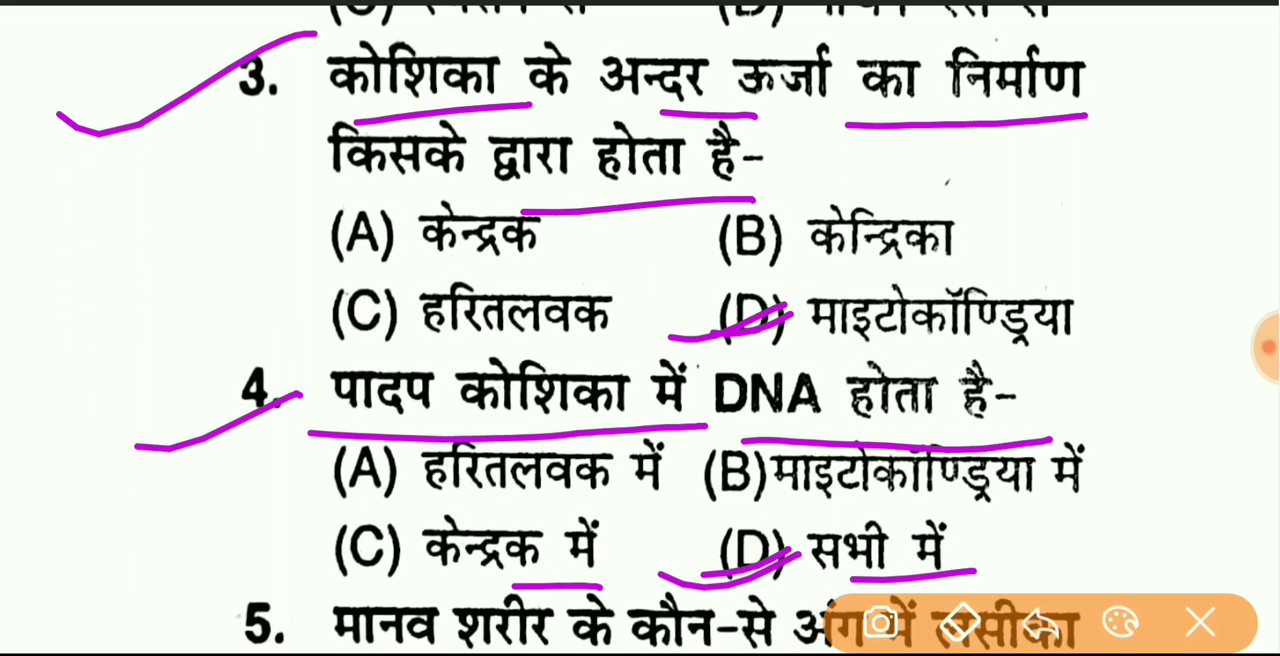 3. कोशिका के अन्दर ऊर्जा का निर्माण
किसके द्वारा होता है-
(A) केन्द्रक (B) केन्द्रिका
(C) हरितलवक (D) माइटोकॉण्ड्रिया
4. पादप कोशिका में DNA होता है-
(A) हरितलवक में (B) माइटोकॉण्ड्रिया में
(C) केन्द्रक में (D) सभी में
5. मानव शरीर के कौन-से अंग में लसीका